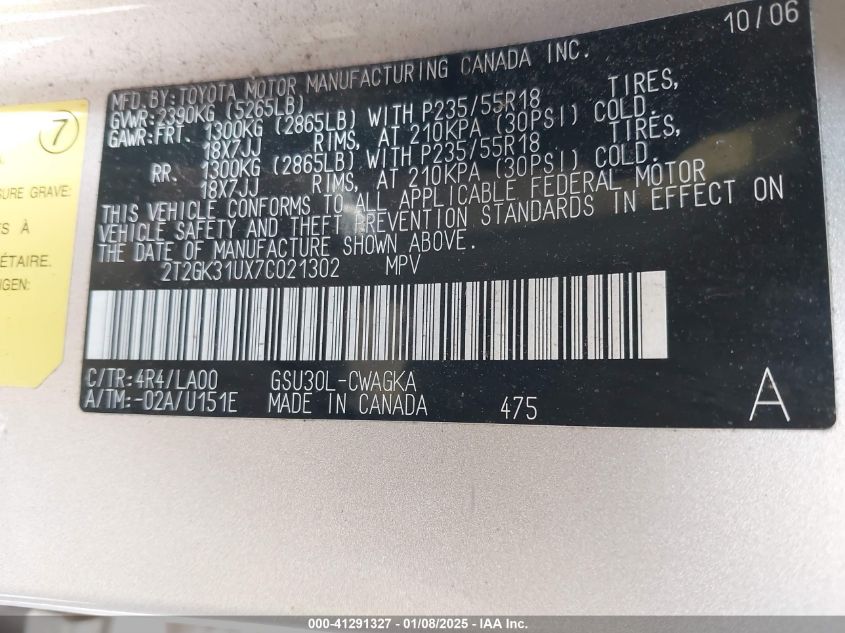 10/06
MFD.BY:TOYOTA MOTOR MANUFACTURING CANADA INC.
GVWR:2390KG (5265LB)
GAWR:FRT. 1300KG (2865LB) WITH P235/55R18 TIRES,
18X7JJ RIMS, AT 210KPA (30PSI) COLD.
RR. 1300KG (2865LB) WITH P235/55R18 TIRES,
18X7JJ RIMS, AT 210KPA (30PSI) COLD.
THIS VEHICLE CONFORMS TO ALL APPLICABLE FEDERAL MOTOR
VEHICLE SAFETY AND THEFT PREVENTION STANDARDS IN EFFECT ON
THE DATE OF MANUFACTURE SHOWN ABOVE.
2T2GK31UX7C021302 MPV
C/TR:4R4/LA00 GSU30L-CWAGKA
A/TM:-02A/U151E MADE IN CANADA 475
A
7
GRAVE:
À
000-41291327 - 01/08/2025 - IAA Inc.